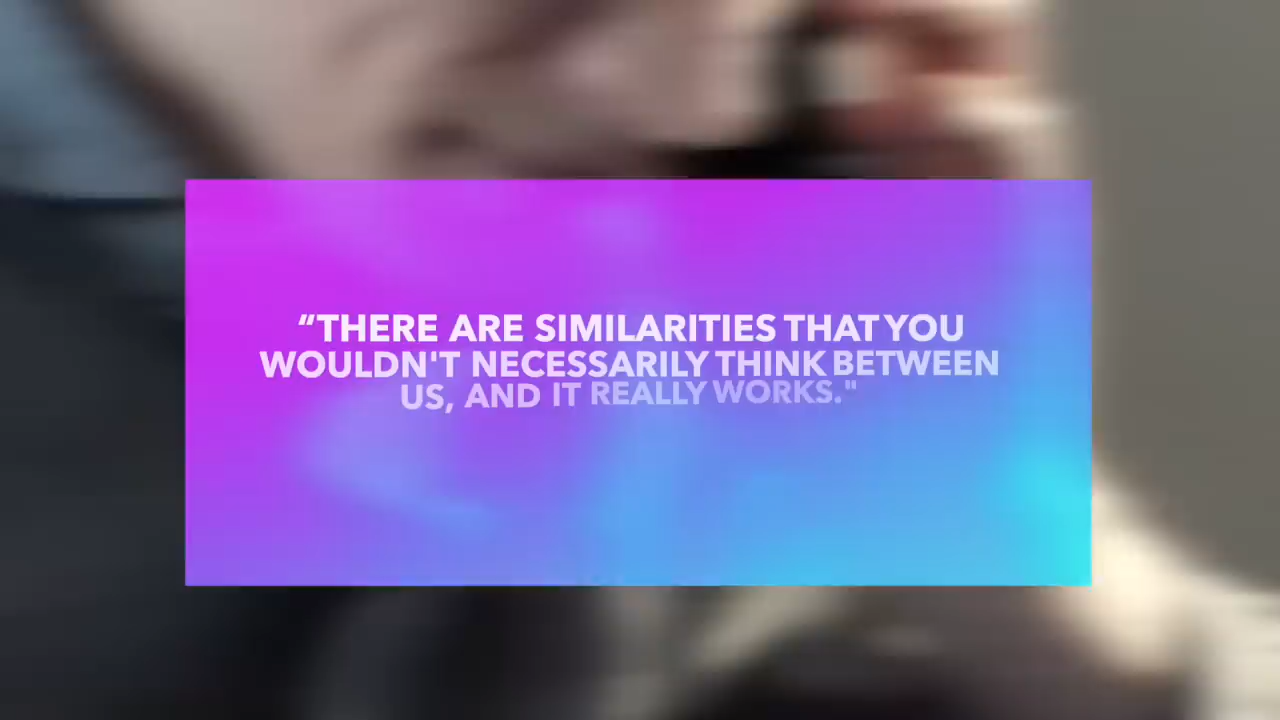 “THERE ARE SIMILARITIES THAT YOU
WOULDN'T NECESSARILY THINK BETWEEN
US, AND IT REALLY WORKS."